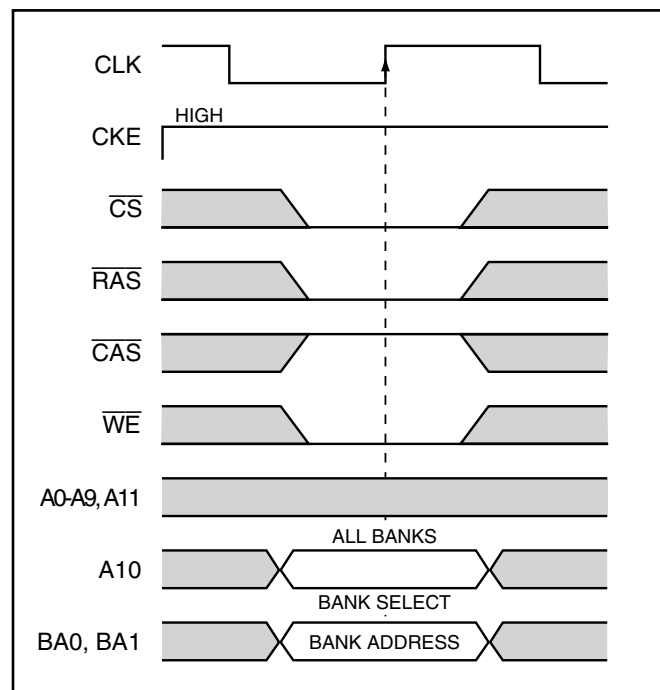 CLK
HIGH
CKE
CS
RAS
CAS
WE
A0-A9, A11
ALL BANKS
A10
BANK SELECT
BA0, BA1
BANK ADDRESS